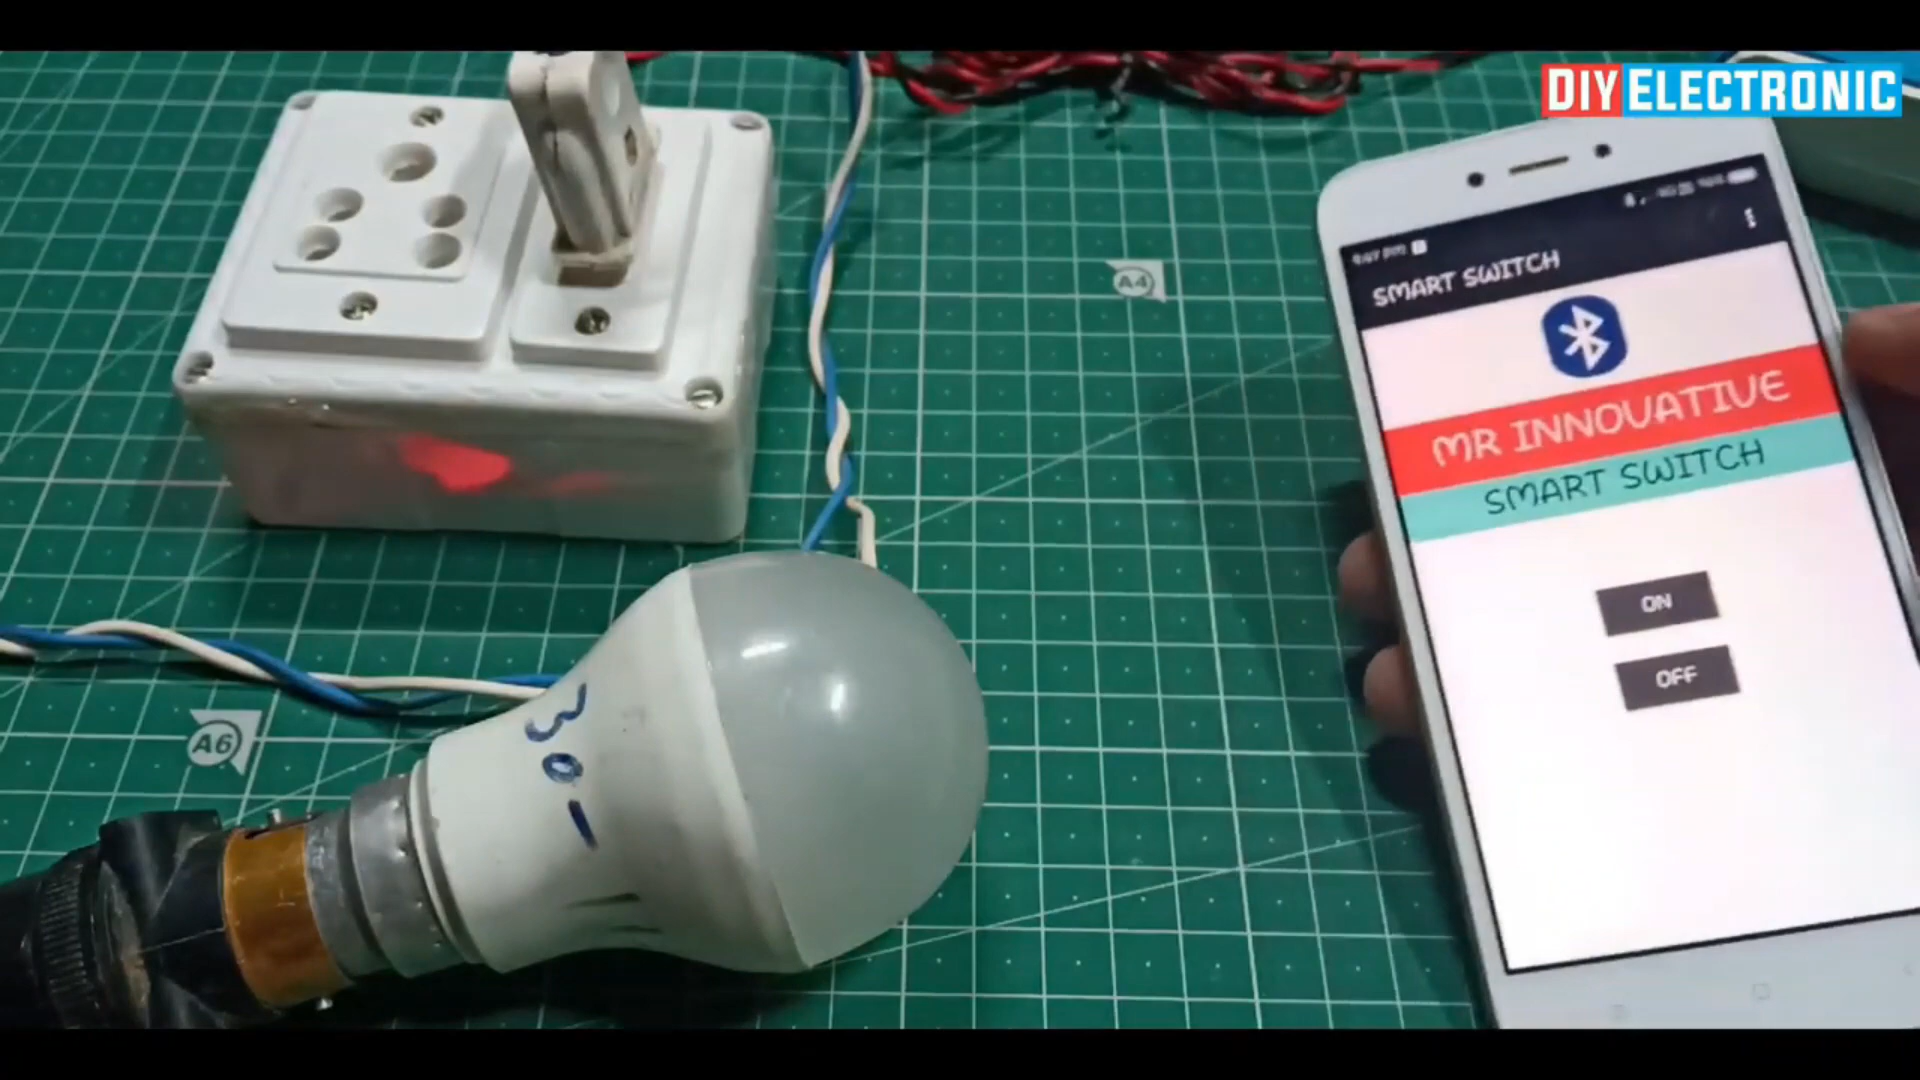 DIY ELECTRONIC
SMART SWITCH
MR INNOVATIVE
SMART SWITCH
ON
OFF
A4
A6
30-